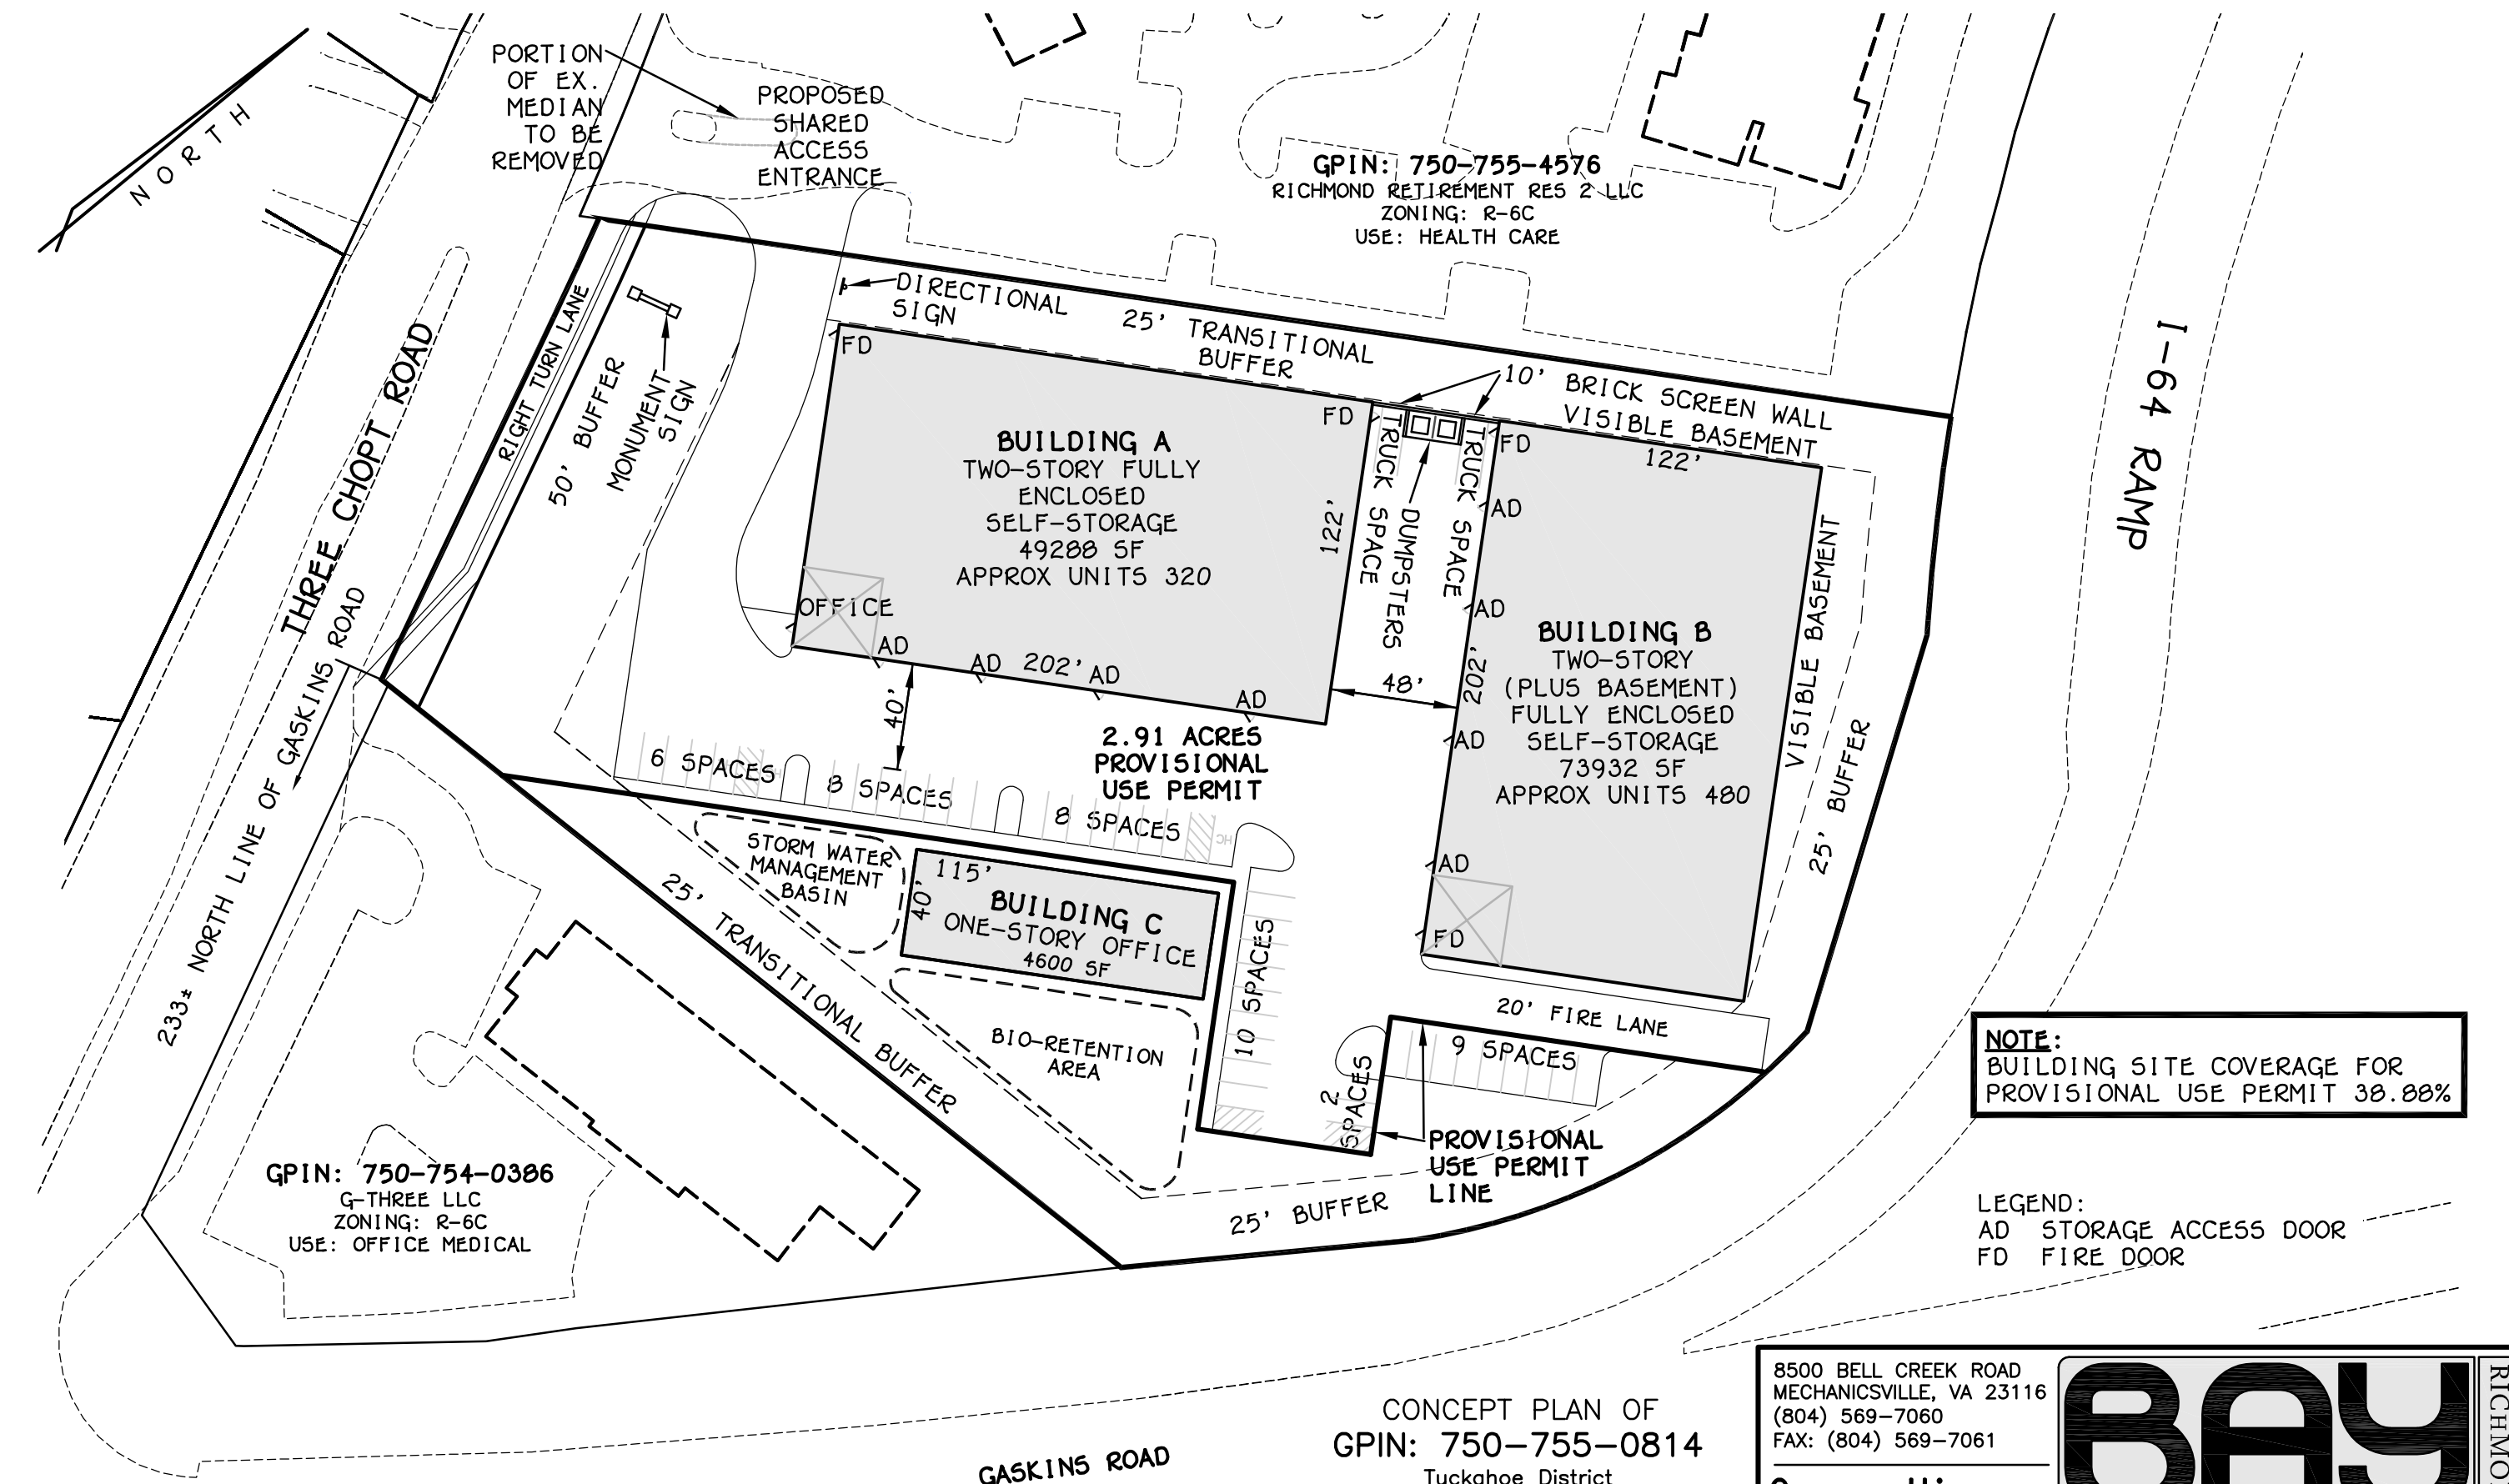 PORTION
OF EX.
MEDIAN
TO BE
REMOVED
PROPOSED
SHARED
ACCESS
ENTRANCE
NORTH
GPIN: 750-755-4576
RICHMOND RETIREMENT RES 2 LLC
ZONING: R-6C
USE: HEALTH CARE
DIRECTIONAL
SIGN
25' TRANSITIONAL
BUFFER
10' BRICK SCREEN WALL
VISIBLE BASEMENT
I-64 RAMP
THREE CHOPT ROAD
RIGHT TURN LANE
50' BUFFER
MONUMENT
SIGN
FD
FD
BUILDING A
TWO-STORY FULLY
ENCLOSED
SELF-STORAGE
49288 SF
APPROX UNITS 320
122'
OFFICE
AD
AD
202'
AD
AD
40'
TRUCK
SPACE
DUMPSTERS
TRUCK
SPACE
48'
FD
122'
AD
AD
202'
AD
AD
FD
BUILDING B
TWO-STORY
(PLUS BASEMENT)
FULLY ENCLOSED
SELF-STORAGE
73932 SF
APPROX UNITS 480
VISIBLE BASEMENT
25' BUFFER
2.91 ACRES
PROVISIONAL
USE PERMIT
6 SPACES
8 SPACES
8 SPACES
HC
STORM WATER
MANAGEMENT
BASIN
115'
40'
BUILDING C
ONE-STORY OFFICE
4600 SF
10 SPACES
20' FIRE LANE
9 SPACES
2
SPACES
BIO-RETENTION
AREA
25' TRANSITIONAL BUFFER
25' BUFFER
PROVISIONAL
USE PERMIT
LINE
233± NORTH LINE OF GASKINS ROAD
GPIN: 750-754-0386
G-THREE LLC
ZONING: R-6C
USE: OFFICE MEDICAL
NOTE:
BUILDING SITE COVERAGE FOR
PROVISIONAL USE PERMIT 38.88%
LEGEND:
AD STORAGE ACCESS DOOR
FD FIRE DOOR
GASKINS ROAD
CONCEPT PLAN OF
GPIN: 750-755-0814
Tuckahoe District
8500 BELL CREEK ROAD
MECHANICSVILLE, VA 23116
(804) 569-7060
FAX: (804) 569-7061
BAY